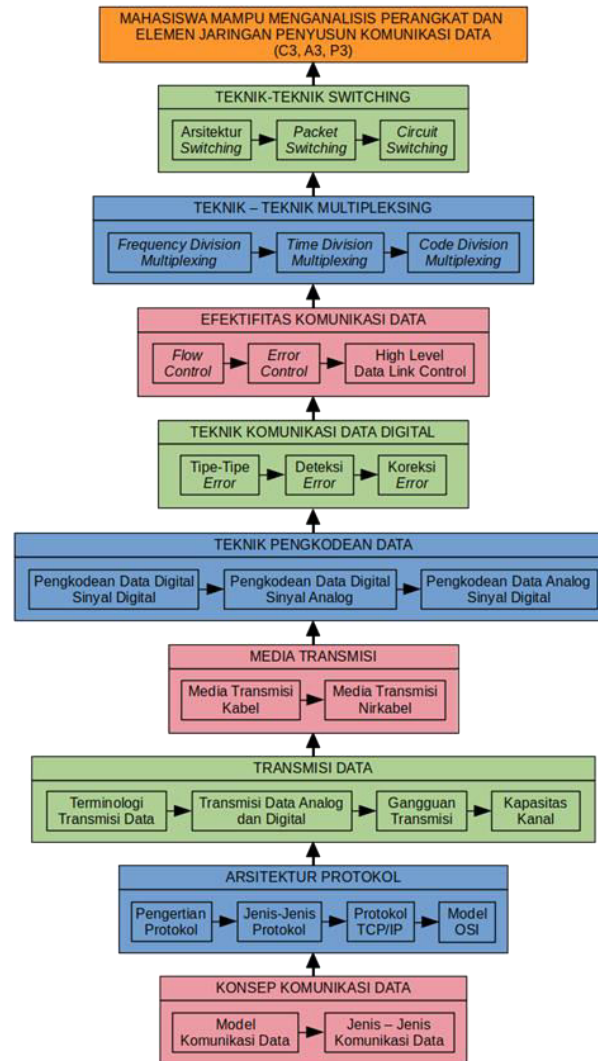 MAHASISWA MAMPU MENGANALISIS PERANGKAT DAN
ELEMEN JARINGAN PENYUSUN KOMUNIKASI DATA
(C3, A3, P3)
TEKNIK-TEKNIK SWITCHING
Arsitektur
Switching
Packet
Switching
Circuit
Switching
TEKNIK – TEKNIK MULTIPLEKSING
Frequency Division
Multiplexing
Time Division
Multiplexing
Code Division
Multiplexing
EFEKTIFITAS KOMUNIKASI DATA
Flow
Control
Error
Control
High Level
Data Link Control
TEKNIK KOMUNIKASI DATA DIGITAL
Tipe-Tipe
Error
Deteksi
Error
Koreksi
Error
TEKNIK PENGKODEAN DATA
Pengkodean Data Digital
Sinyal Digital
Pengkodean Data Digital
Sinyal Analog
Pengkodean Data Analog
Sinyal Digital
MEDIA TRANSMISI
Media Transmisi
Kabel
Media Transmisi
Nirkabel
TRANSMISI DATA
Terminologi
Transmisi Data
Transmisi Data Analog
dan Digital
Gangguan
Transmisi
Kapasitas
Kanal
ARSITEKTUR PROTOKOL
Pengertian
Protokol
Jenis-Jenis
Protokol
Protokol
TCP/IP
Model
OSI
KONSEP KOMUNIKASI DATA
Model
Komunikasi Data
Jenis – Jenis
Komunikasi Data